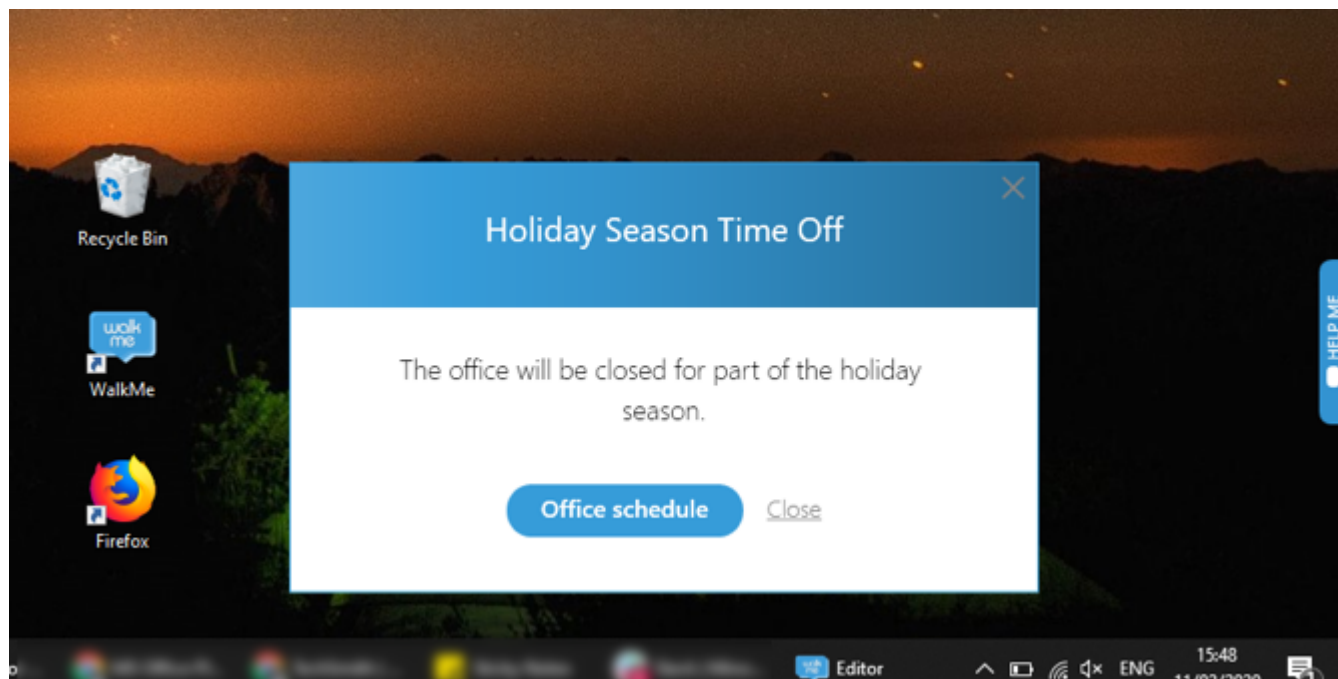 Holiday Season Time Off
Recycle Bin
HELP ME
walk
me
WalkMe
The office will be closed for part of the holiday
season.
Office schedule Close
Firefox
Editor
ENG
15:48